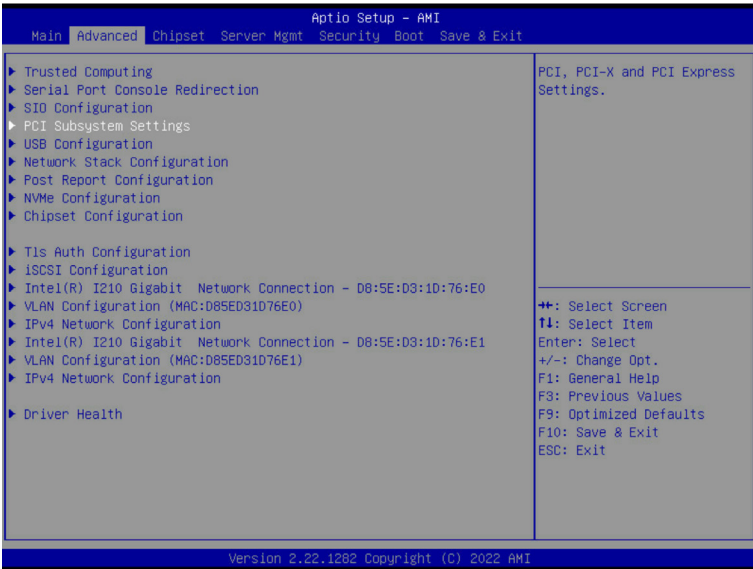 Aptio Setup – AMI
Main Advanced Chipset Server Mgmt Security Boot Save & Exit
Trusted Computing
Serial Port Console Redirection
SIO Configuration
PCI Subsystem Settings
USB Configuration
Network Stack Configuration
Post Report Configuration
NVMe Configuration
Chipset Configuration
Tls Auth Configuration
iSCSI Configuration
Intel(R) I210 Gigabit  Network Connection – D8:5E:D3:1D:76:E0
VLAN Configuration (MAC:D85ED31D76E0)
IPv4 Network Configuration
Intel(R) I210 Gigabit  Network Connection – D8:5E:D3:1D:76:E1
VLAN Configuration (MAC:D85ED31D76E1)
IPv4 Network Configuration
Driver Health
PCI, PCI-X and PCI Express
Settings.
→←: Select Screen
↑↓: Select Item
Enter: Select
+/-: Change Opt.
F1: General Help
F3: Previous Values
F9: Optimized Defaults
F10: Save & Exit
ESC: Exit
Version 2.22.1282 Copyright (C) 2022 AMI